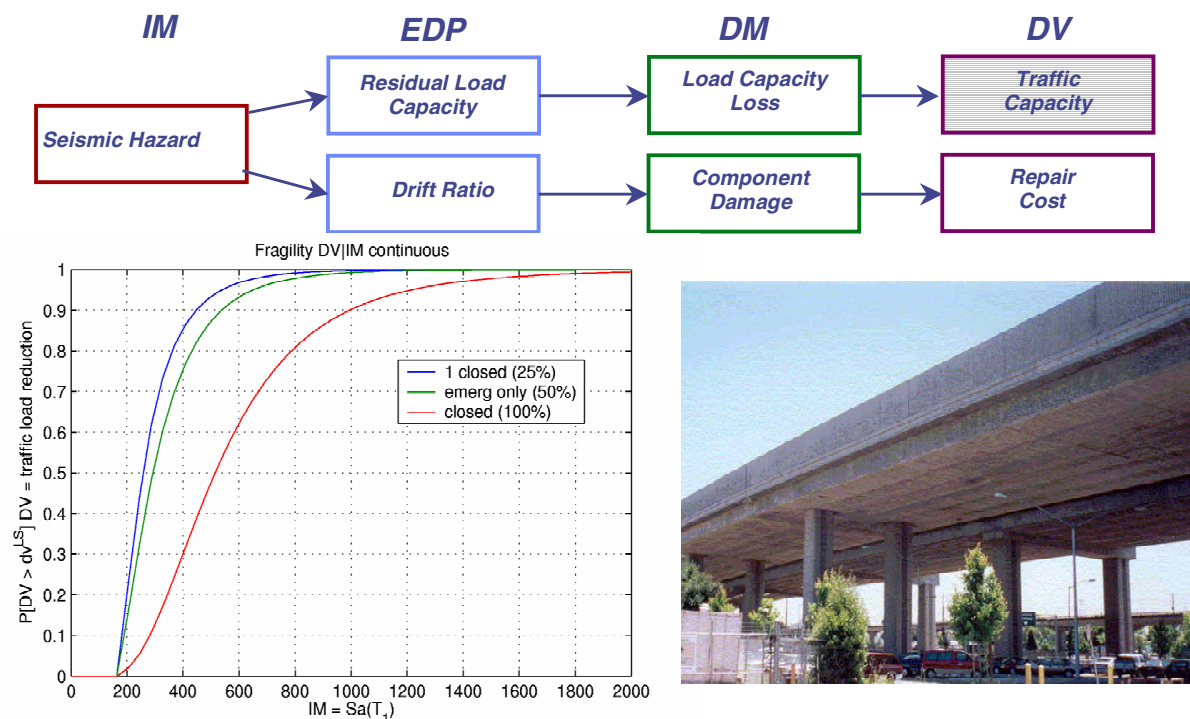 IM
EDP
DM
DV
Seismic Hazard
Residual Load
Capacity
Load Capacity
Loss
Traffic
Capacity
Drift Ratio
Component
Damage
Repair
Cost
Fragility DV|IM continuous
P[DV > dv^LS] DV = traffic load reduction
1
0.9
0.8
0.7
0.6
0.5
0.4
0.3
0.2
0.1
0
1 closed (25%)
emerg only (50%)
closed (100%)
0 200 400 600 800 1000 1200 1400 1600 1800 2000
IM = Sa(T_1)